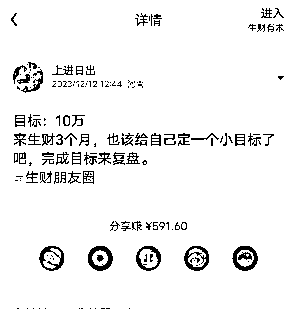 详情
进入
生财有术
上进日出
2023/12/12 12:44 河南
目标：10万
来生财3个月，也该给自己定一个小目标了
吧，完成目标来复盘。
生财朋友圈
分享赚 ¥591.60